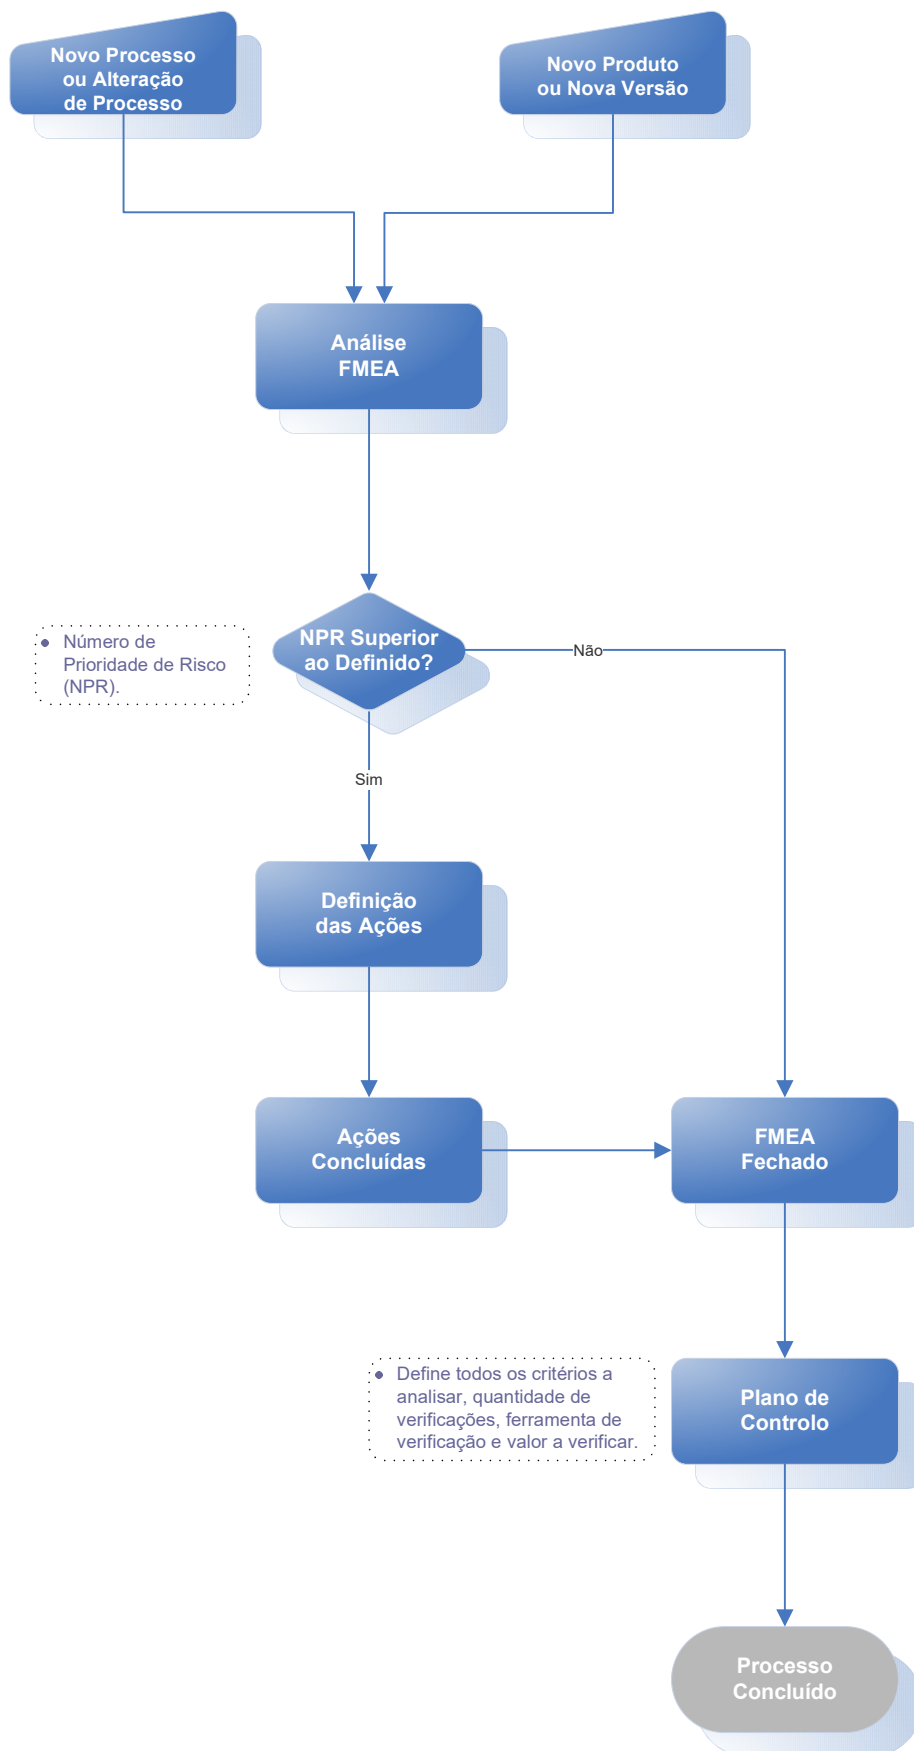 Novo Processo
ou Alteração
de Processo
Novo Produto
ou Nova Versão
Análise
FMEA
NPR Superior
ao Definido?
Não
• Número de
Prioridade de Risco
(NPR).
Sim
Definição
das Ações
Ações
Concluídas
FMEA
Fechado
• Define todos os critérios a
analisar, quantidade de
verificações, ferramenta de
verificação e valor a verificar.
Plano de
Controlo
Processo
Concluído